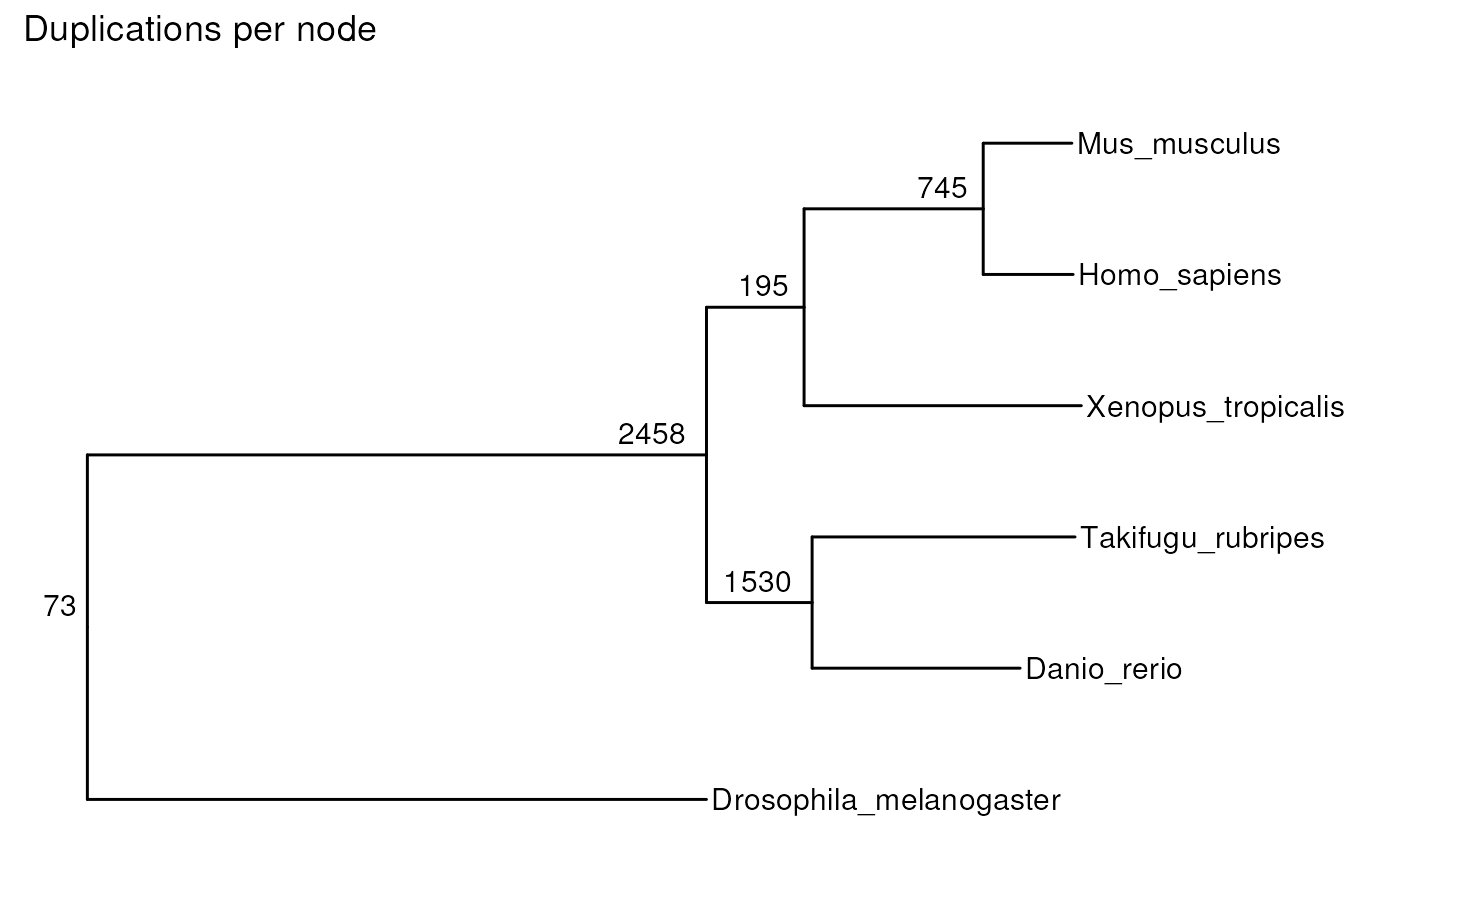 Duplications per node
Mus_musculus
745
Homo_sapiens
195
Xenopus_tropicalis
2458
Takifugu_rubripes
1530
73
Danio_rerio
Drosophila_melanogaster